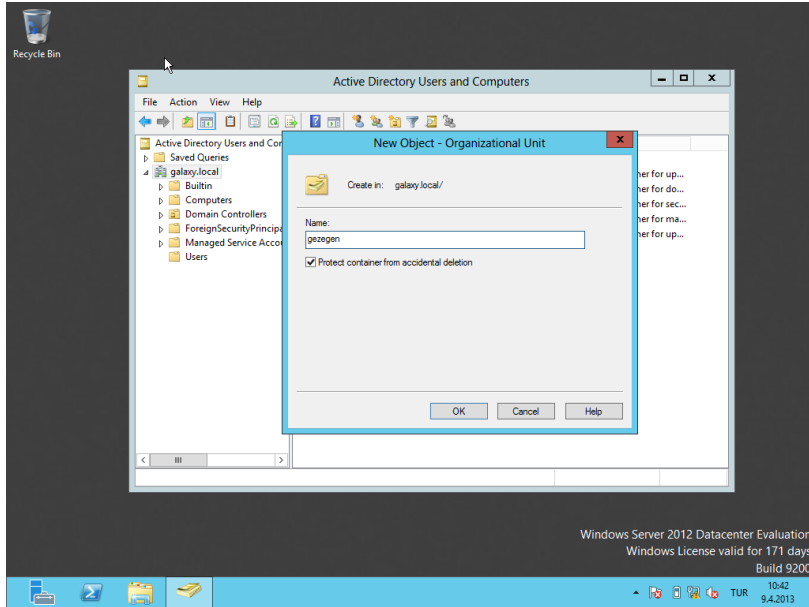 Recycle Bin
Active Directory Users and Computers
File Action View Help
Active Directory Users and Cor
Saved Queries
galaxy.local
Builtin
Computers
Domain Controllers
ForeignSecurityPrincipa
Managed Service Acco
Users
New Object - Organizational Unit
Create in: galaxy.local/
Name:
gezegen
Protect container from accidental deletion
OK Cancel Help
ner for up...
ner for do...
ner for sec...
ner for ma...
ner for up...
Windows Server 2012 Datacenter Evaluation
Windows License valid for 171 days
Build 9200
TUR
10:42
9.4.2013